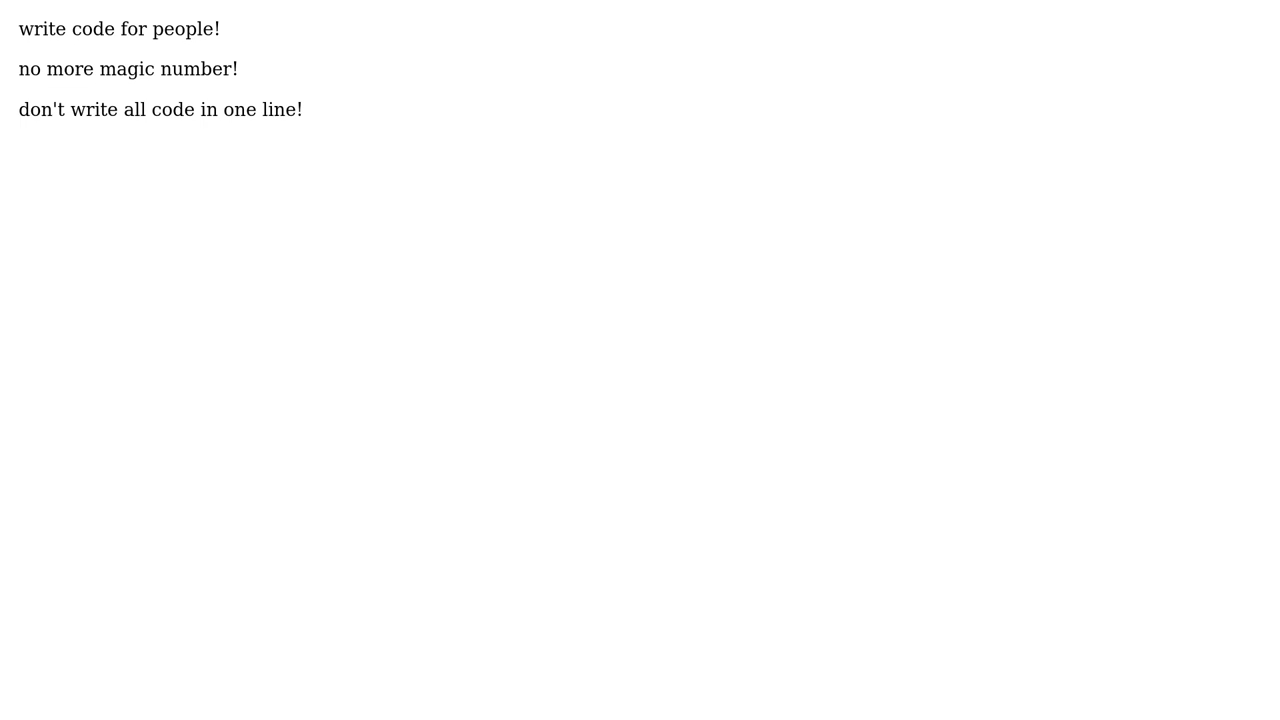 write code for people!
no more magic number!
don't write all code in one line!